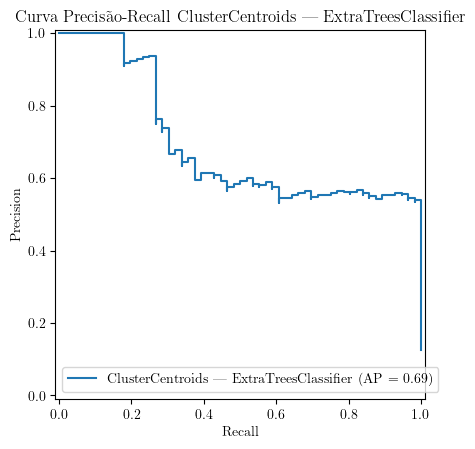 Curva Precisão-Recall ClusterCentroids — ExtraTreesClassifier
1.0
0.8
0.6
0.4
0.2
0.0
Precision
ClusterCentroids — ExtraTreesClassifier (AP = 0.69)
0.0 0.2 0.4 0.6 0.8 1.0
Recall